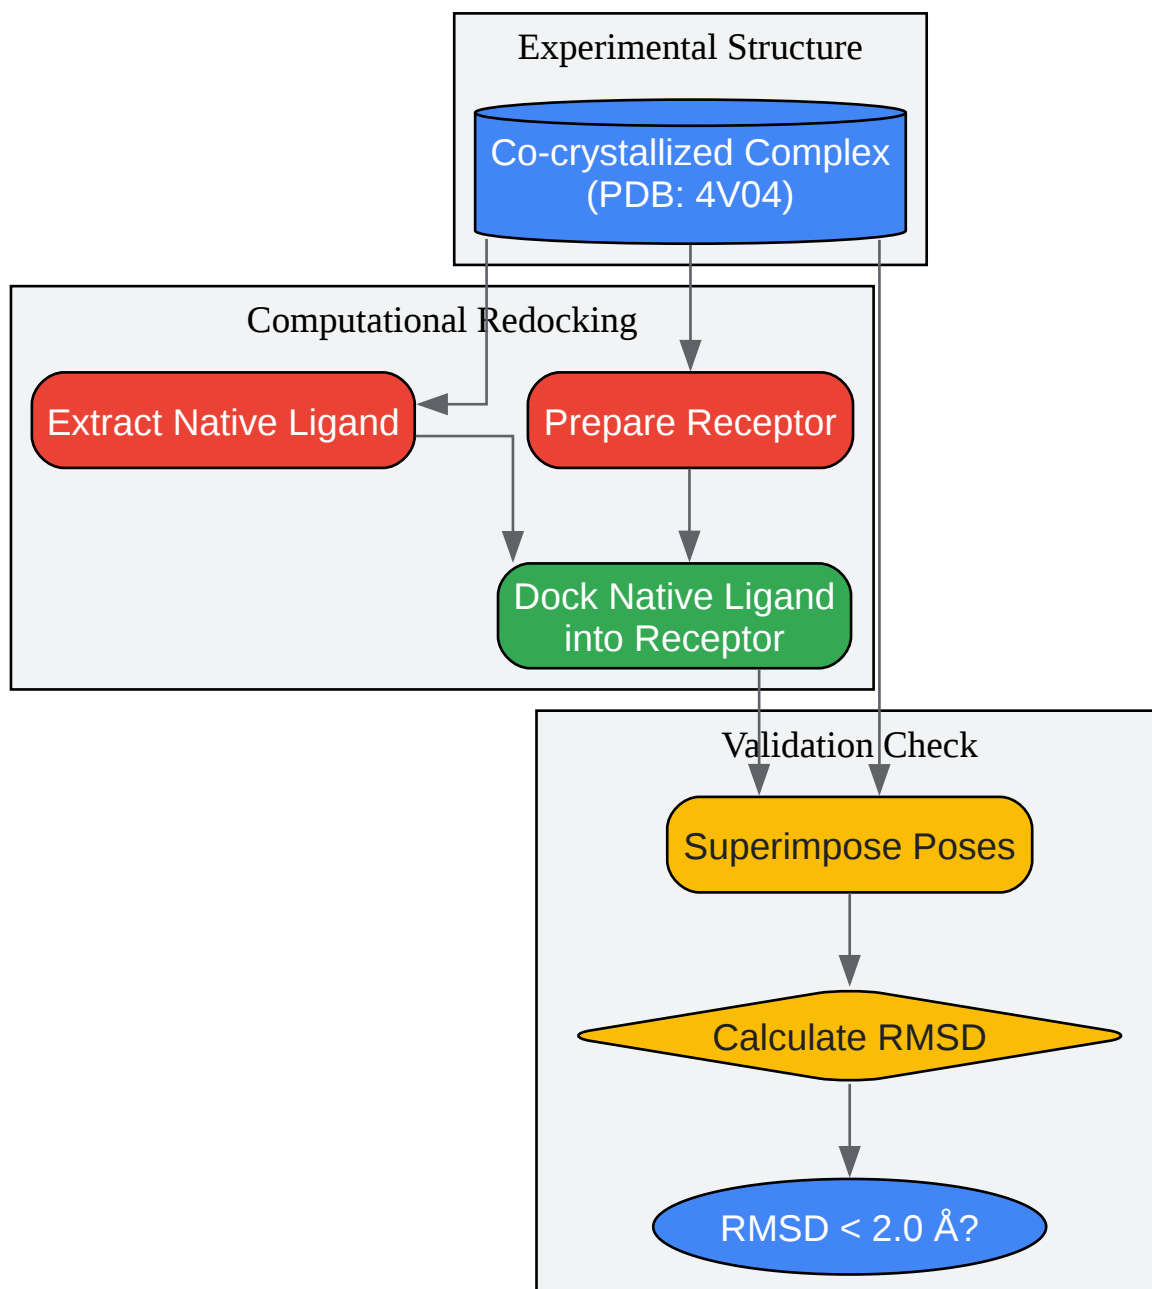 Experimental Structure
Co-crystallized Complex
(PDB: 4V04)
Computational Redocking
Extract Native Ligand
Prepare Receptor
Dock Native Ligand
into Receptor
Validation Check
Superimpose Poses
Calculate RMSD
RMSD < 2.0 Å?